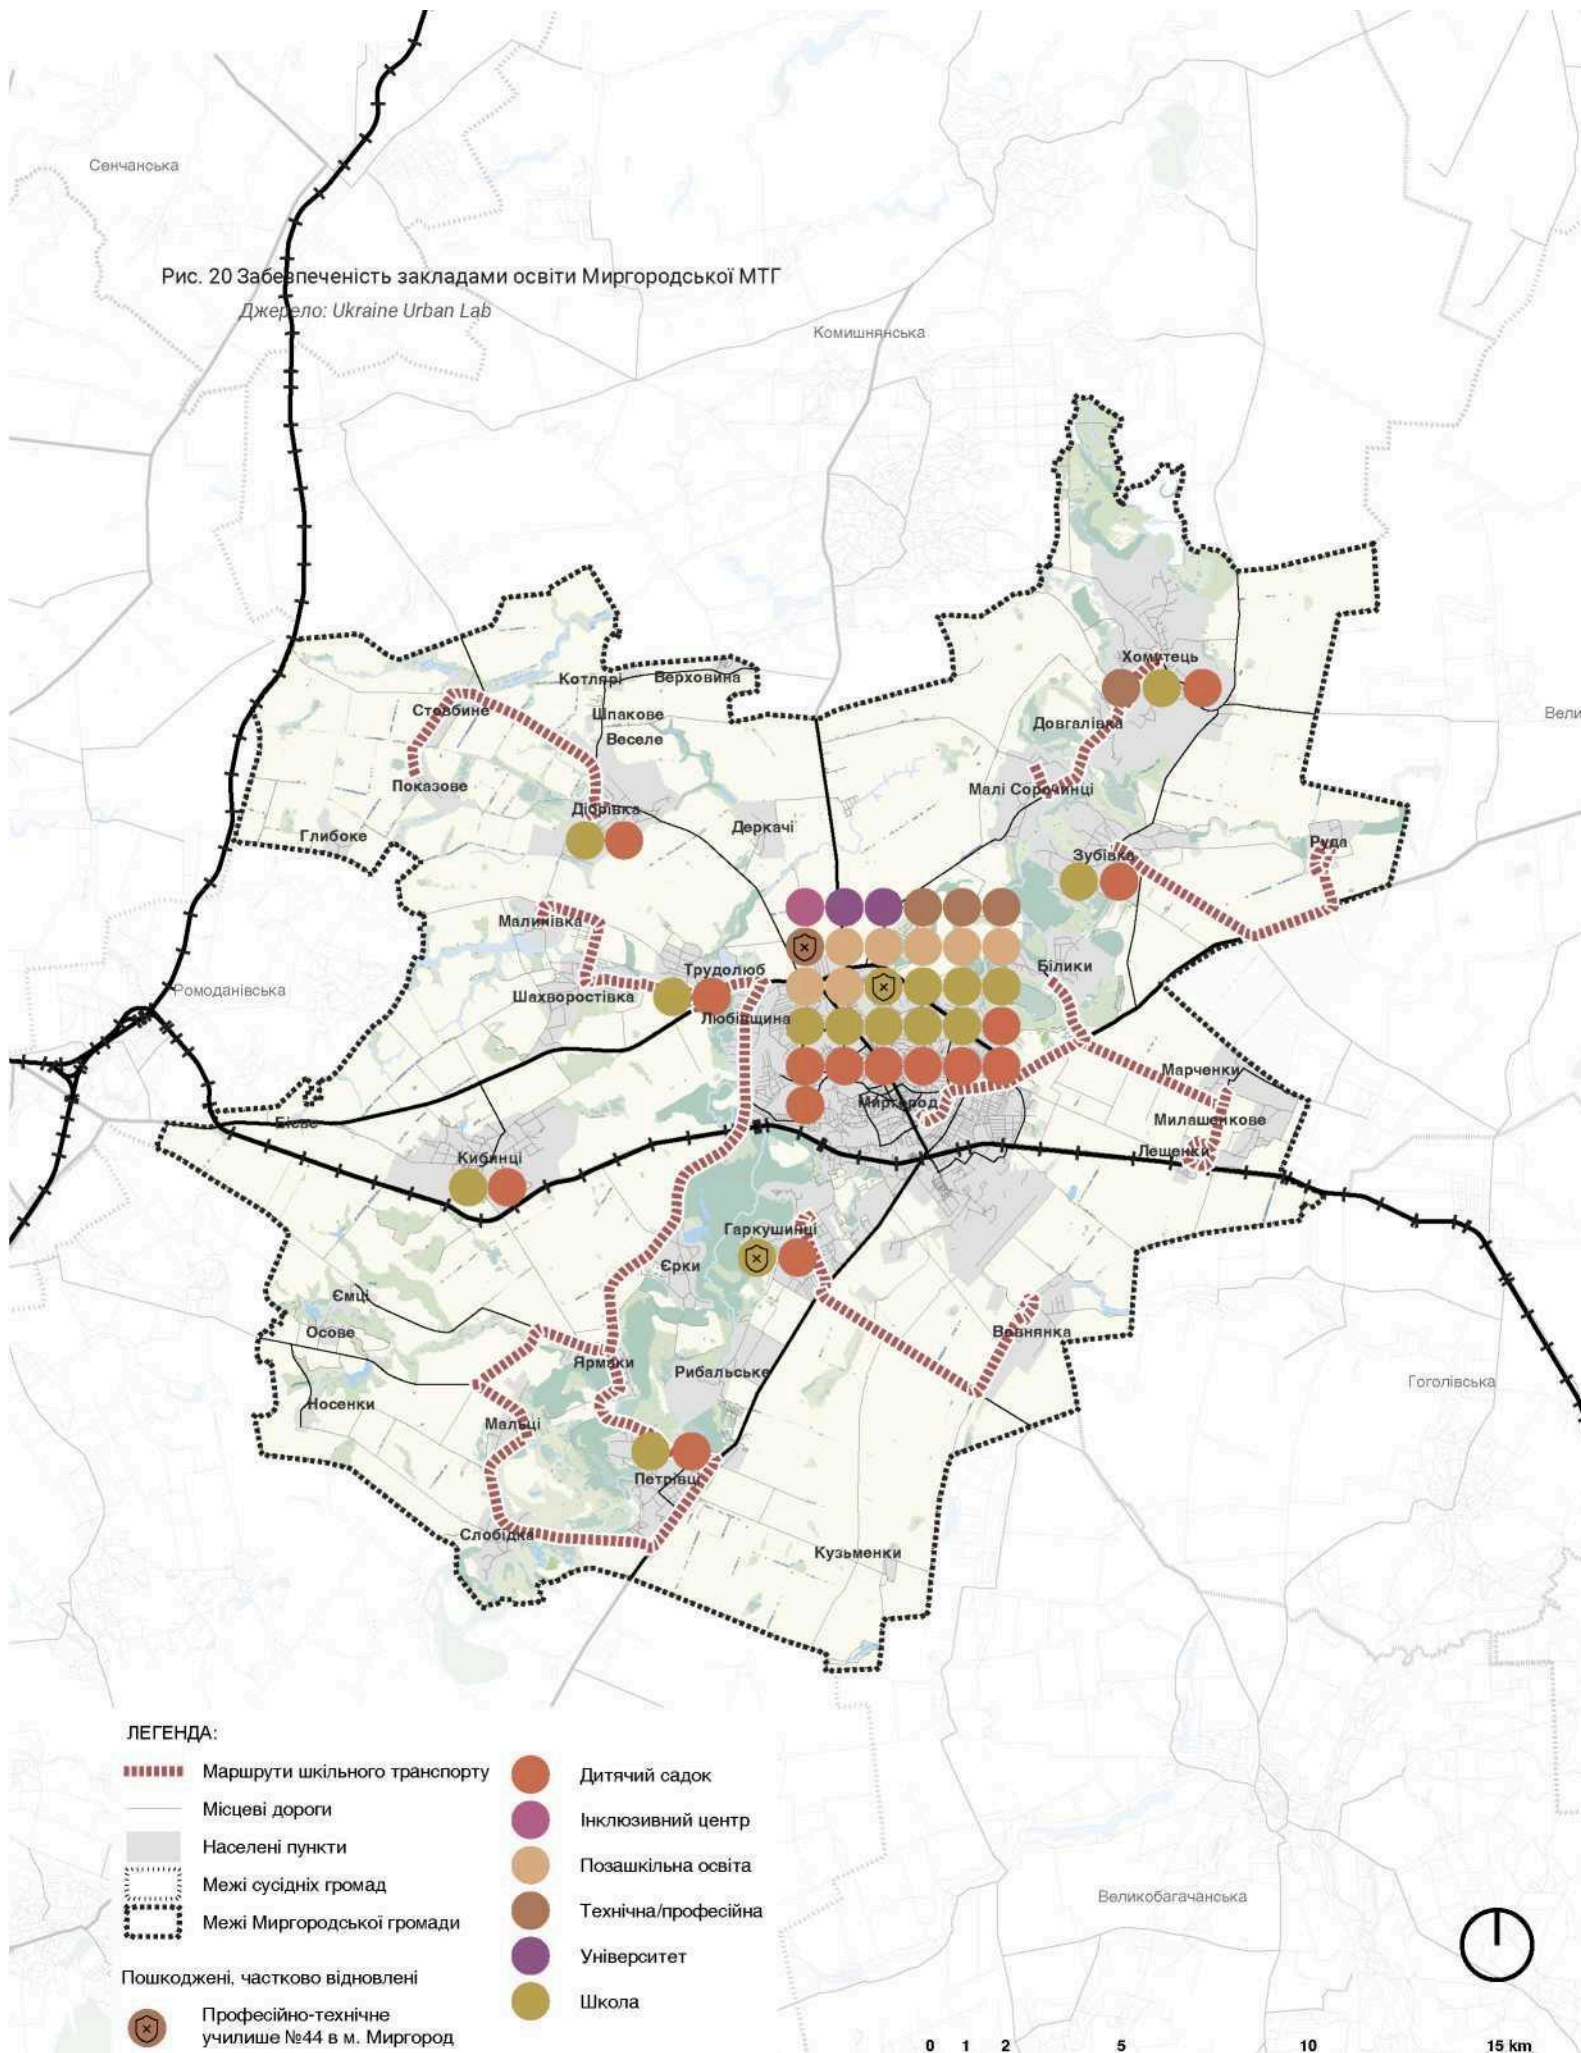 Сенчанська
Рис. 20 Забезпеченість закладами освіти Миргородської МТГ
Джерело: Ukraine Urban Lab
Комишнянська
Хомутець
Котлярі
Верховина
Стовбине
Шпакове
Вели
Довгалівка
Веселе
Показове
Малі Сорочинці
Дібрівка
Деркачі
Глибоке
Руда
Зубівка
Малинівка
Білики
Трудолюб
Ромоданівська
Шахворостівка
Любівщина
Марченки
Миргород
Милашенкове
Бієве
Лещенки
Кибинці
Гаркушинці
Єрки
Ємці
Осове
Вовнянка
Ярмаки
Рибальське
Гоголівська
Носенки
Мальці
Петрівці
Слобідка
Кузьменки
ЛЕГЕНДА:
Маршрути шкільного транспорту
Місцеві дороги
Населені пункти
Межі сусідніх громад
Межі Миргородської громади
Пошкоджені, частково відновлені
Професійно-технічне
училише №44 в м. Миргород
Дитячий садок
Інклюзивний центр
Позашкільна освіта
Технічна/професійна
Університет
Школа
Великобагачанська
0 1 2 5 10 15 km